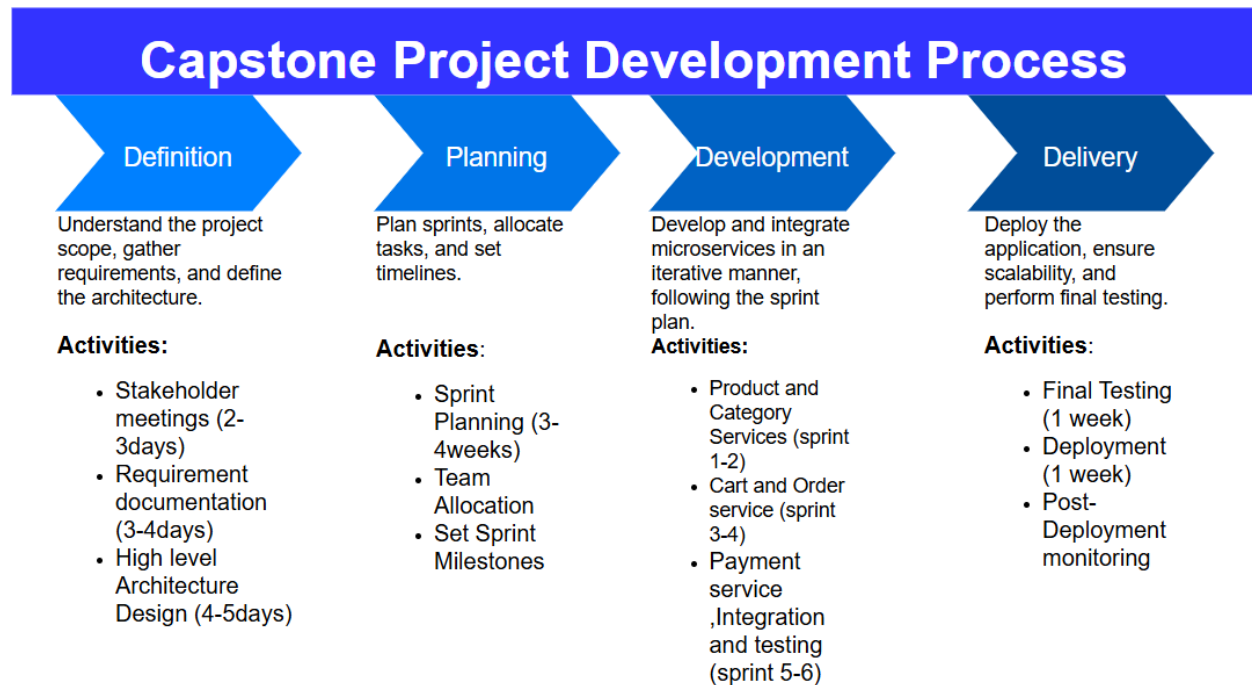 Capstone Project Development Process
Definition
Planning
Development
Delivery
Understand the project
scope, gather
requirements, and define
the architecture.
Activities:
• Stakeholder
meetings (2-
3days)
• Requirement
documentation
(3-4days)
• High level
Architecture
Design (4-5days)
Plan sprints, allocate
tasks, and set
timelines.
Activities:
• Sprint
Planning (3-
4weeks)
• Team
Allocation
• Set Sprint
Milestones
Develop and integrate
microservices in an
iterative manner,
following the sprint
plan.
Activities:
• Product and
Category
Services (sprint
1-2)
• Cart and Order
service (sprint
3-4)
• Payment
service
,Integration
and testing
(sprint 5-6)
Deploy the
application, ensure
scalability, and
perform final testing.
Activities:
• Final Testing
(1 week)
• Deployment
(1 week)
• Post-
Deployment
monitoring